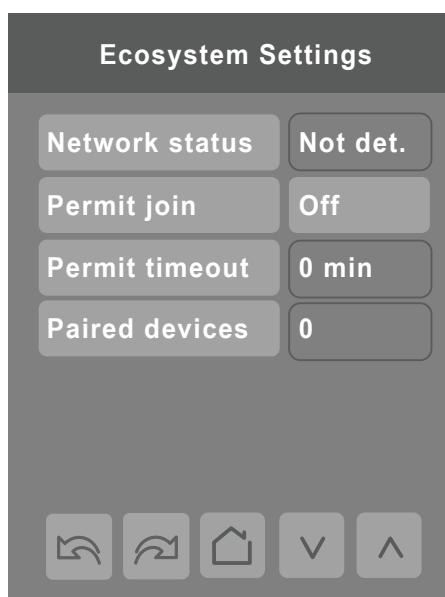 Ecosystem Settings
Network status Not det.
Permit join Off
Permit timeout 0 min
Paired devices 0